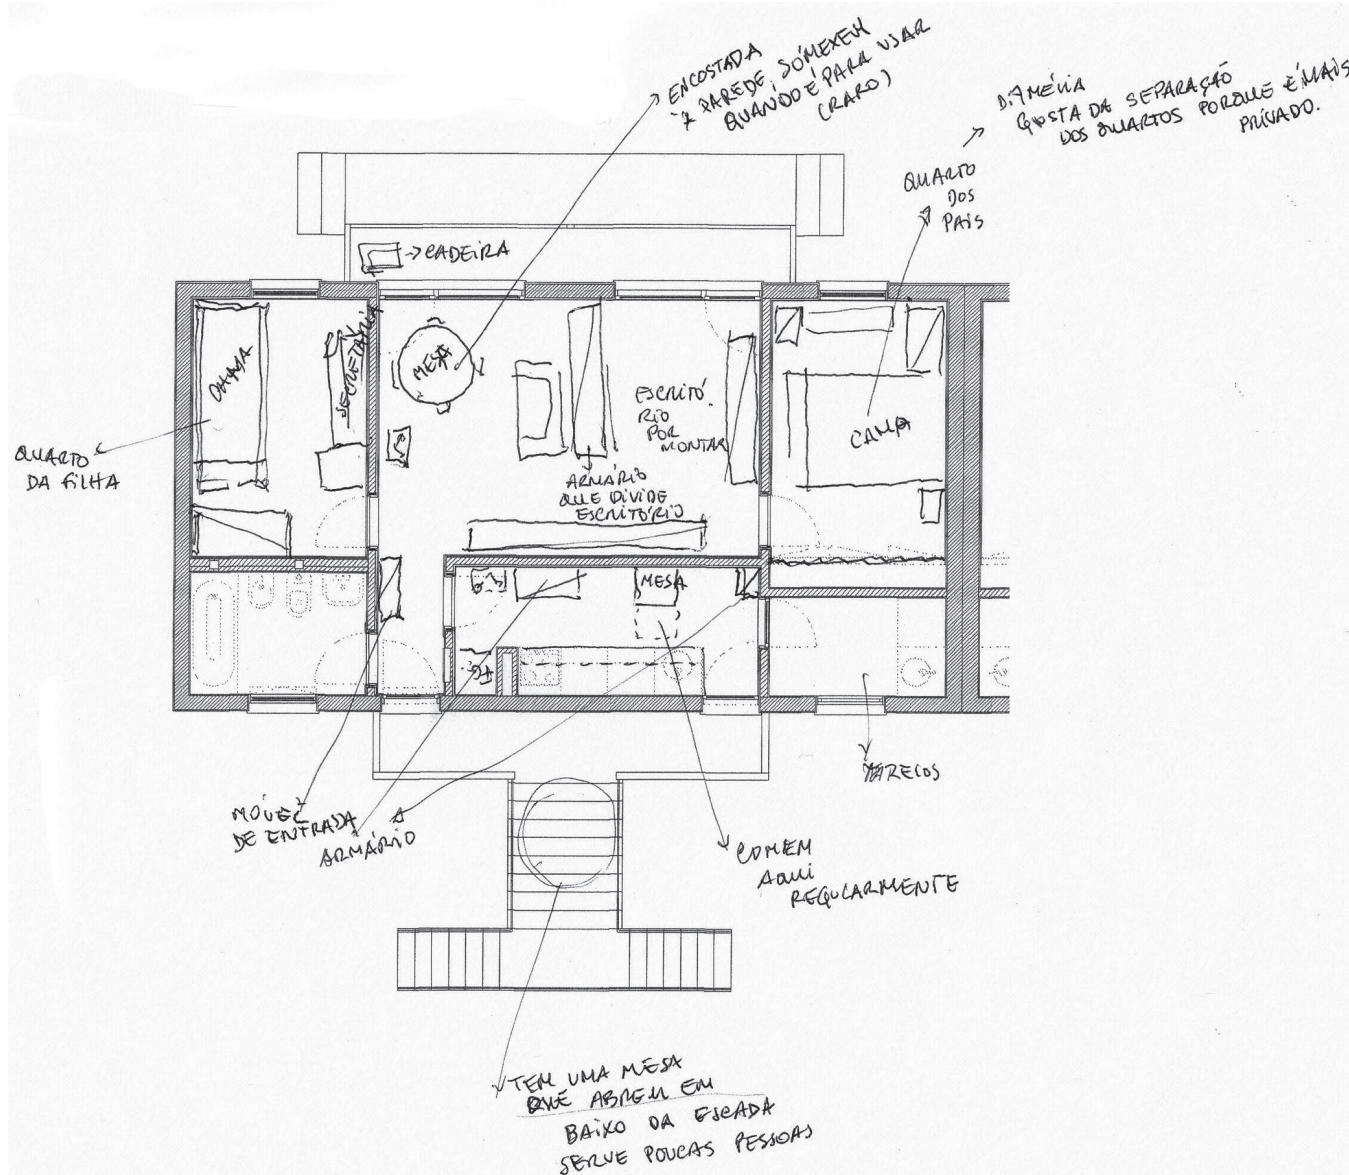 ENCOSTADA
À PAREDE, SÓ MEXEM
QUANDO É PARA USAR
(RARO)
D. AMÉLIA
GOSTA DA SEPARAÇÃO
DOS QUARTOS PORQUE É MAIS
PRIVADO.
QUARTO
DOS
PAIS
CADEIRA
CAMA
SECRETÁRIA
MESA
ESCRITÓ.
RIO
POR
MONTAR
CAMA
QUARTO
DA FILHA
ARMÁRIO
QUE DIVIDE
ESCRITÓRIO
MESA
MÓVEL
DE ENTRADA
ARMÁRIO
TARECOS
COMEM
AQUI
REGULARMENTE
TEM UMA MESA
QUE ABREM EM
BAIXO DA ESCADA
SERVE POUCAS PESSOAS